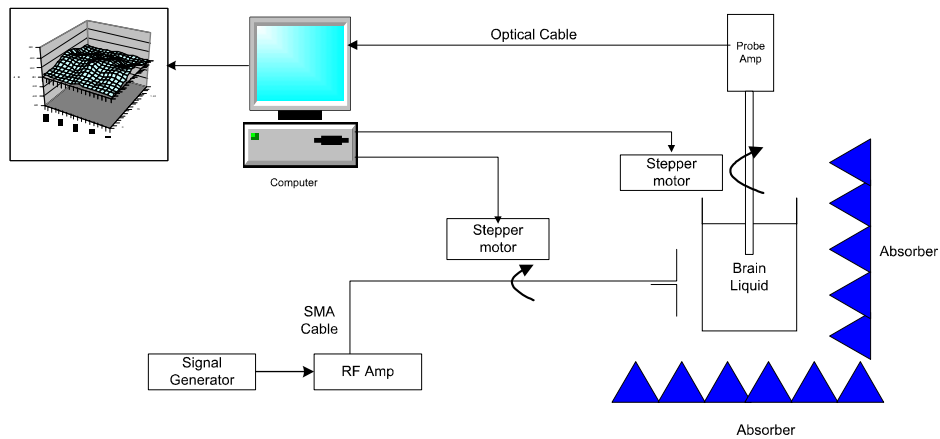 Optical Cable
Probe
Amp
Stepper
motor
Computer
Stepper
motor
Absorber
Brain
Liquid
SMA
Cable
Signal
Generator
RF Amp
Absorber